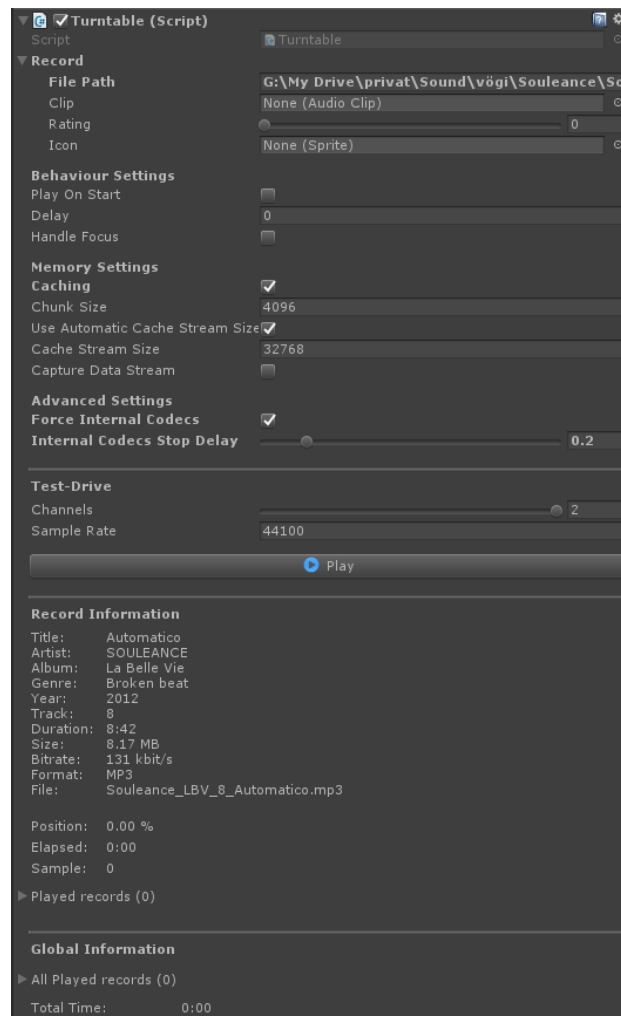 Turntable (Script)
Script Turntable
Record
File Path G:\My Drive\privat\Sound\vögi\Souleance\So
Clip None (Audio Clip)
Rating 0
Icon None (Sprite)
Behaviour Settings
Play On Start
Delay 0
Handle Focus
Memory Settings
Caching
Chunk Size 4096
Use Automatic Cache Stream Size
Cache Stream Size 32768
Capture Data Stream
Advanced Settings
Force Internal Codecs
Internal Codecs Stop Delay 0.2
Test-Drive
Channels 2
Sample Rate 44100
Play
Record Information
Title: Automatico
Artist: SOULEANCE
Album: La Belle Vie
Genre: Broken beat
Year: 2012
Track: 8
Duration: 8:42
Size: 8.17 MB
Bitrate: 131 kbit/s
Format: MP3
File: Souleance_LBV_8_Automatico.mp3
Position: 0.00 %
Elapsed: 0:00
Sample: 0
Played records (0)
Global Information
All Played records (0)
Total Time: 0:00